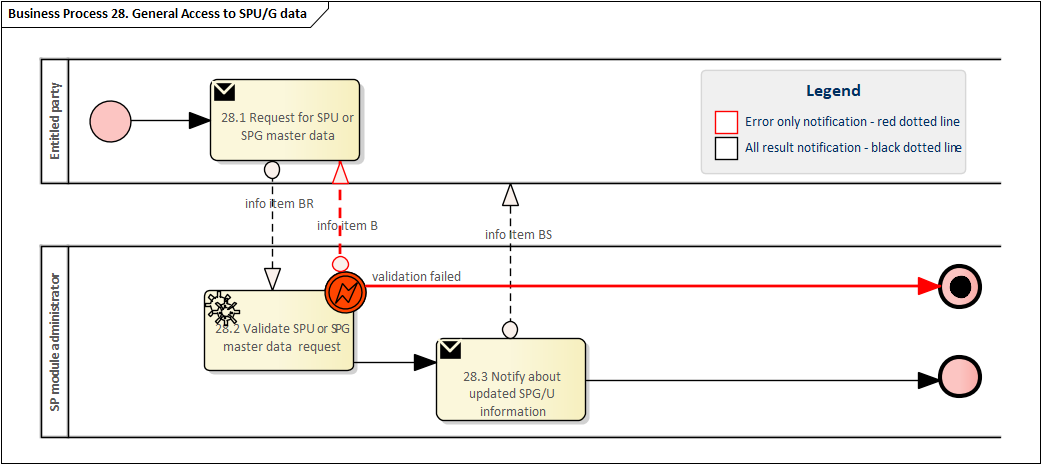 Business Process 28. General Access to SPU/G data
Entitled party
28.1 Request for SPU or
SPG master data
Legend
Error only notification - red dotted line
All result notification - black dotted line
info item BR
info item B
info item BS
SP module administrator
validation failed
28.2 Validate SPU or SPG
master data request
28.3 Notify about
updated SPG/U
information